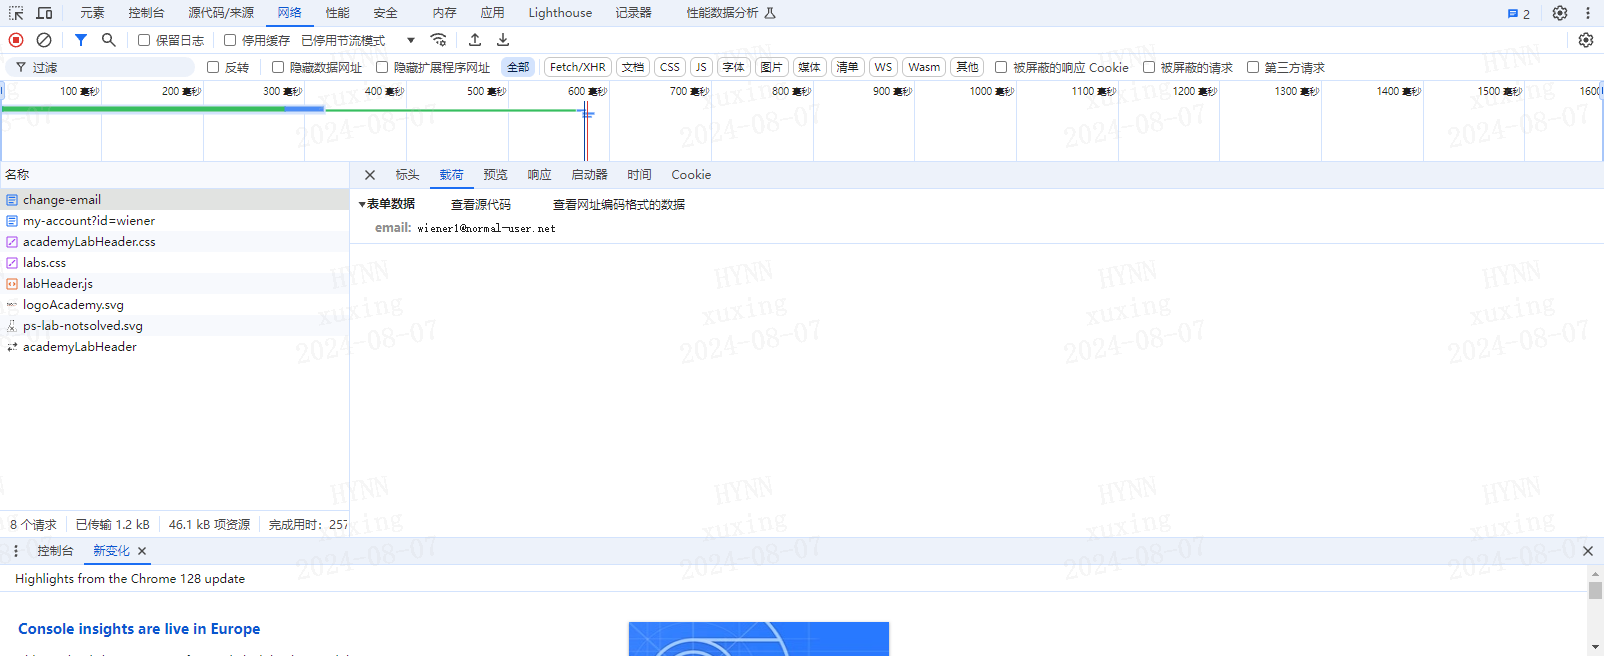 元素 控制台 源代码/来源 网络 性能 安全 内存 应用 Lighthouse 记录器 性能数据分析 2
保留日志 停用缓存 已停用节流模式
过滤 反转 隐藏数据网址 隐藏扩展程序网址 全部 Fetch/XHR 文档 CSS JS 字体 图片 媒体 清单 WS Wasm 其他 被屏蔽的响应 Cookie 被屏蔽的请求 第三方请求
100 毫秒 200 毫秒 300 毫秒 400 毫秒 500 毫秒 600 毫秒 700 毫秒 800 毫秒 900 毫秒 1000 毫秒 1100 毫秒 1200 毫秒 1300 毫秒 1400 毫秒 1500 毫秒 1600
名称
change-email
my-account?id=wiener
academyLabHeader.css
labs.css
labHeader.js
logoAcademy.svg
ps-lab-notsolved.svg
academyLabHeader
8 个请求 已传输 1.2 kB 46.1 kB 项资源 完成用时: 257
标头 载荷 预览 响应 启动器 时间 Cookie
表单数据 查看源代码 查看网址编码格式的数据
email: wiener1@normal-user.net
控制台 新变化
Highlights from the Chrome 128 update
Console insights are live in Europe
HYNN
xuxing
2024-08-07